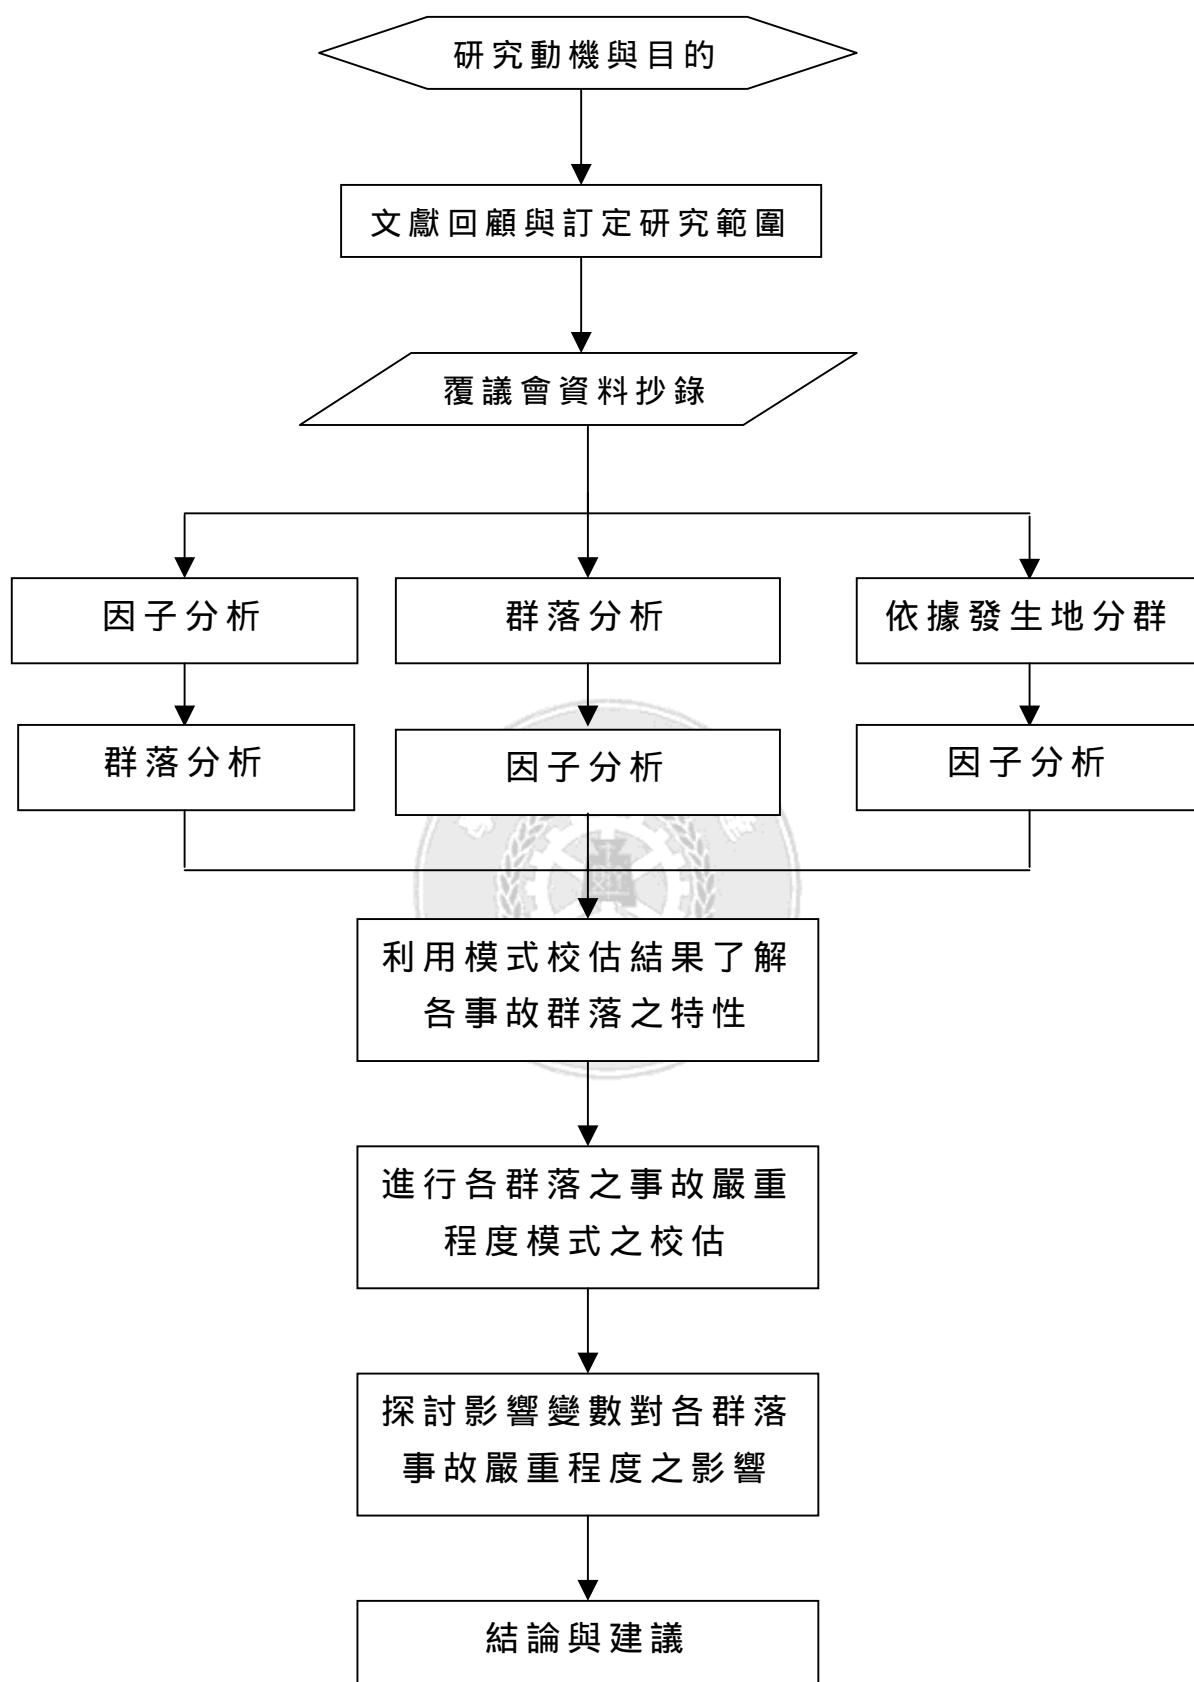 研究動機與目的
文獻回顧與訂定研究範圍
覆議會資料抄錄
因子分析
群落分析
依據發生地分群
群落分析
因子分析
因子分析
利用模式校估結果了解
各事故群落之特性
進行各群落之事故嚴重
程度模式之校估
探討影響變數對各群落
事故嚴重程度之影響
結論與建議